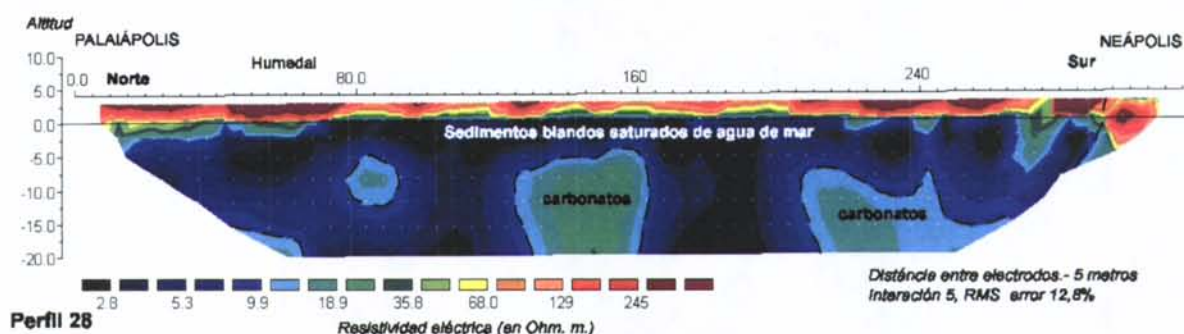 Altitud
PALAIÁPOLIS NEÁPOLIS
Norte Humedal Sur
0.0 80.0 160 240
10.0
5.0
0.0
-5.0
-10.0
-15.0
-20.0
Sedimentos blandos saturados de agua de mar
carbonatos
carbonatos
2.8 5.3 9.9 18.9 35.8 68.0 129 245
Distáncia entre electrodos.- 5 metros
Interación 5, RMS error 12,8%
Perfil 28
Resistividad eléctrica (en Ohm. m.)